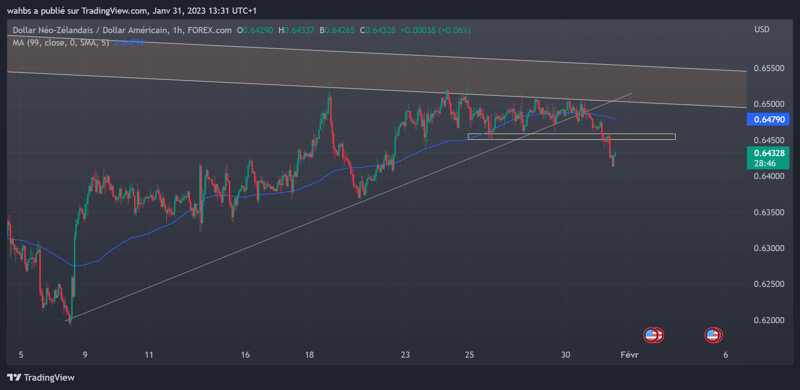 wahbs a publié sur TradingView.com, Janv 31, 2023 13:31 UTC+1
Dollar Néo-Zélandais / Dollar Américain, 1h, FOREX.com O0.64290 H0.64337 B0.64265 C0.64328 +0.00038 (+0.06%)
MA (99, close, 0, SMA, 5) 0.64790
USD
0.65500
0.65000
0.64790
0.64500
0.64328
28:46
0.64000
0.63500
0.63000
0.62500
0.62000
5 9 11 16 18 23 25 30 Févr 6
TradingView